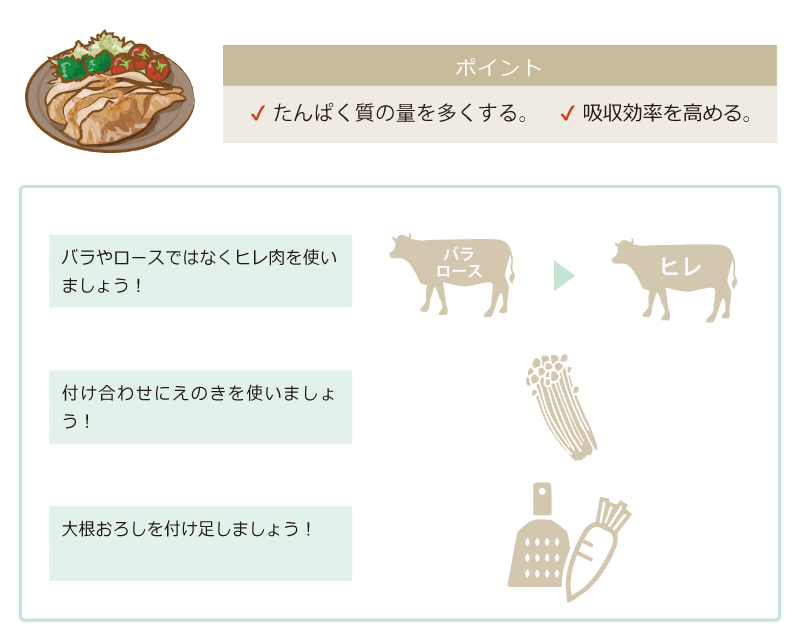 ポイント
✓ たんぱく質の量を多くする。 ✓ 吸収効率を高める。
バラやロースではなくヒレ肉を使い
ましょう！
バラ
ロース
ヒレ
付け合わせにえのきを使いましょ
う！
大根おろしを付け足しましょう！